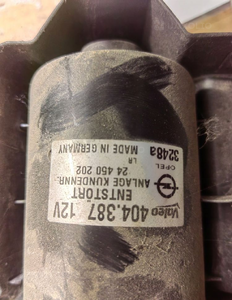 Valeo 404.387 12V
ENTSTÖRT
ANLAGE KUNDENNR.
24 450 202
LR
MADE IN GERMANY
OPEL
3248a